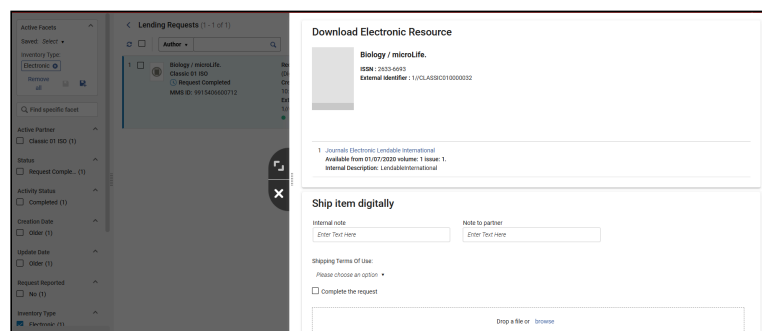 Active Facets
Saved: Select
Inventory Type:
Electronic
Remove all
Find specific facet
Active Partner
Classic 01 ISO (1)
Status
Request Comple... (1)
Activity Status
Completed (1)
Creation Date
Older (1)
Update Date
Older (1)
Request Reported
No (1)
Inventory Type
Electronic (1)
Lending Requests (1 - 1 of 1)
Author
1 Biology / microLife.
Classic 01 ISO
Request Completed
MMS ID: 9915406600712
Download Electronic Resource
Biology / microLife.
ISSN : 2633-6693
External Identifier : 1//CLASSIC010000032
1 Journals Electronic Lendable International
Available from 01/07/2020 volume: 1 issue: 1.
Internal Description: LendableInternational
Ship item digitally
Internal note
Note to partner
Enter Text Here
Enter Text Here
Shipping Terms Of Use:
Please choose an option
Complete the request
Drop a file or browse